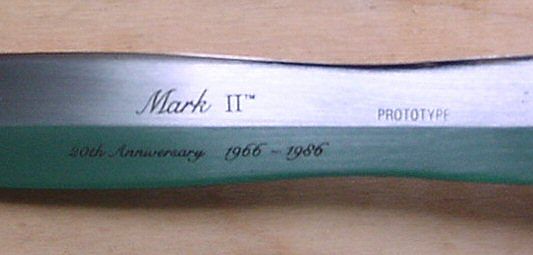 Mark II™
PROTOTYPE
20th Anniversary 1966 - 1986